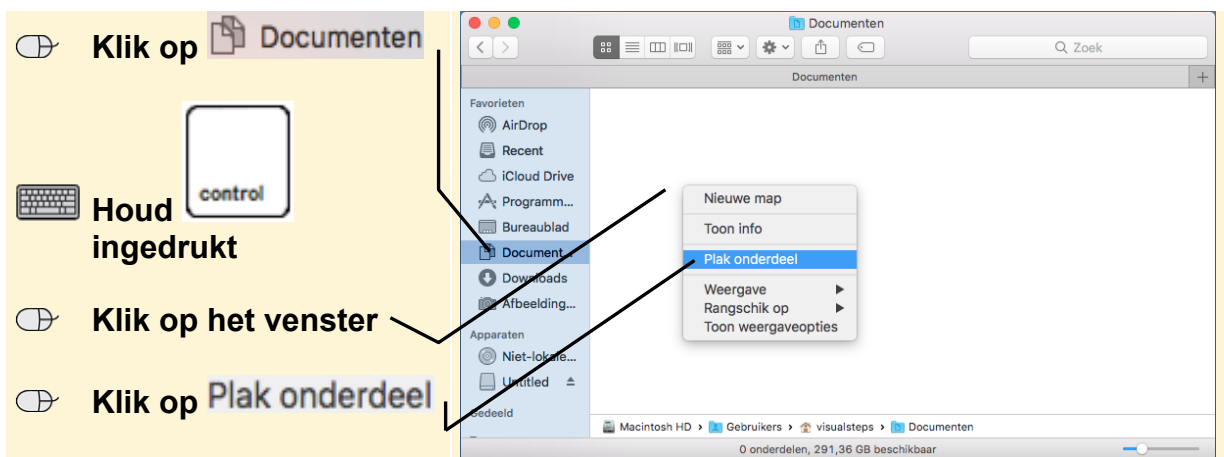 Klik op Documenten
control
Houd
ingedrukt
Klik op het venster
Klik op Plak onderdeel
Documenten
Zoek
Documenten
Favorieten
AirDrop
Recent
iCloud Drive
Programm...
Bureaublad
Document...
Downloads
Afbeelding...
Apparaten
Niet-lokale...
Untitled
Gedeeld
Nieuwe map
Toon info
Plak onderdeel
Weergave
Rangschik op
Toon weergaveopties
Macintosh HD › Gebruikers › visualsteps › Documenten
0 onderdelen, 291,36 GB beschikbaar